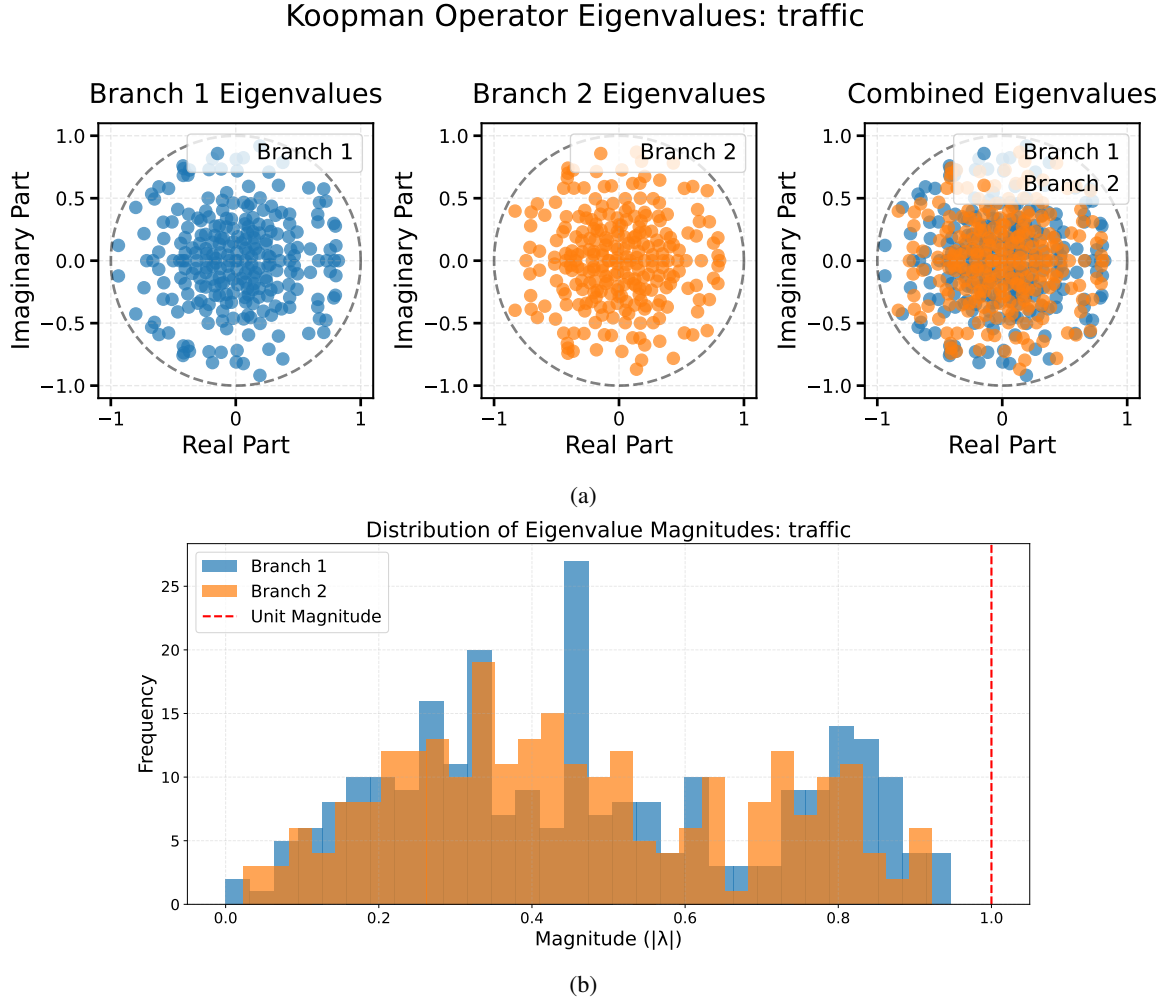 Koopman Operator Eigenvalues: traffic
Branch 1 Eigenvalues
Branch 2 Eigenvalues
Combined Eigenvalues
Imaginary Part
1.0
0.5
0.0
−0.5
−1.0
Branch 1
−1
0
1
Real Part
Imaginary Part
1.0
0.5
0.0
−0.5
−1.0
Branch 2
−1
0
1
Real Part
Imaginary Part
1.0
0.5
0.0
−0.5
−1.0
Branch 1
Branch 2
−1
0
1
Real Part
(a)
Distribution of Eigenvalue Magnitudes: traffic
Branch 1
Branch 2
Unit Magnitude
Frequency
25
20
15
10
5
0
0.0
0.2
0.4
0.6
0.8
1.0
Magnitude (|λ|)
(b)